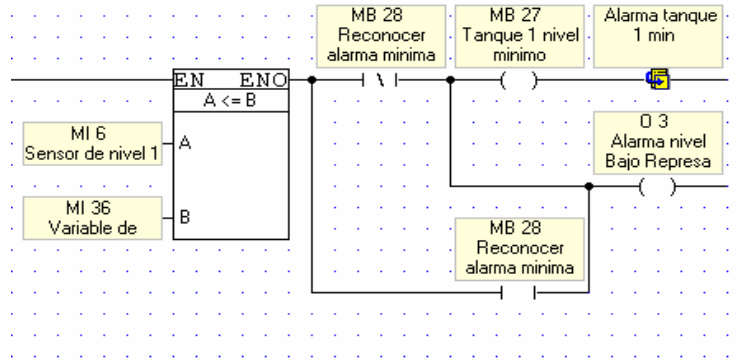 MB 28
Reconocer
alarma minima
MB 27
Tanque 1 nivel
minimo
Alarma tanque
1 min
EN ENO
A <= B
MI 6
Sensor de nivel 1
A
MI 36
Variable de
B
O 3
Alarma nivel
Bajo Represa
MB 28
Reconocer
alarma minima